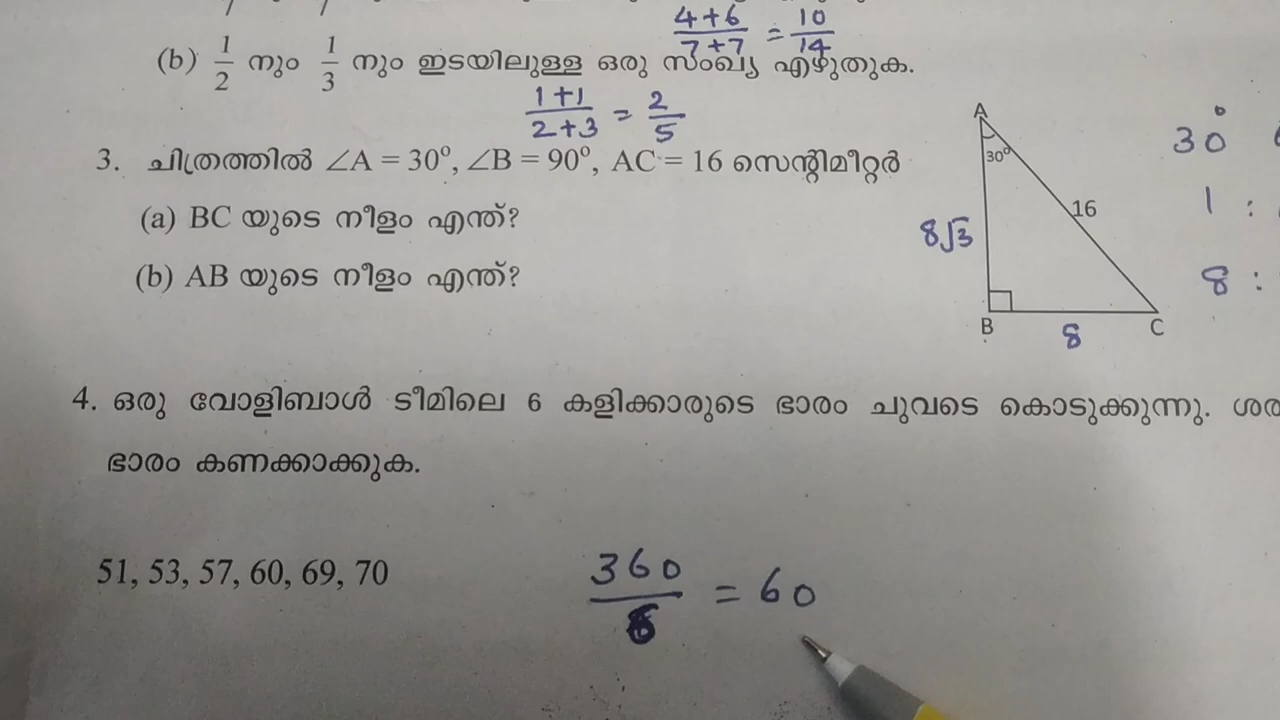 4+6/7+7 = 10/14
(b) 1/2 നും 1/3 നും ഇടയിലുള്ള ഒരു സംഖ്യ എഴുതുക.
1+1/2+3 = 2/5
3. ചിത്രത്തിൽ ∠A = 30°, ∠B = 90°, AC = 16 സെന്റിമീറ്റർ
(a) BC യുടെ നീളം എന്ത്?
(b) AB യുടെ നീളം എന്ത്?
A
30°
16
8√3
B
8
C
30°
1 :
8 :
4. ഒരു വോളിബാൾ ടീമിലെ 6 കളിക്കാരുടെ ഭാരം ചുവടെ കൊടുക്കുന്നു.
ഭാരം കണക്കാക്കുക.
51, 53, 57, 60, 69, 70
360/6 = 60